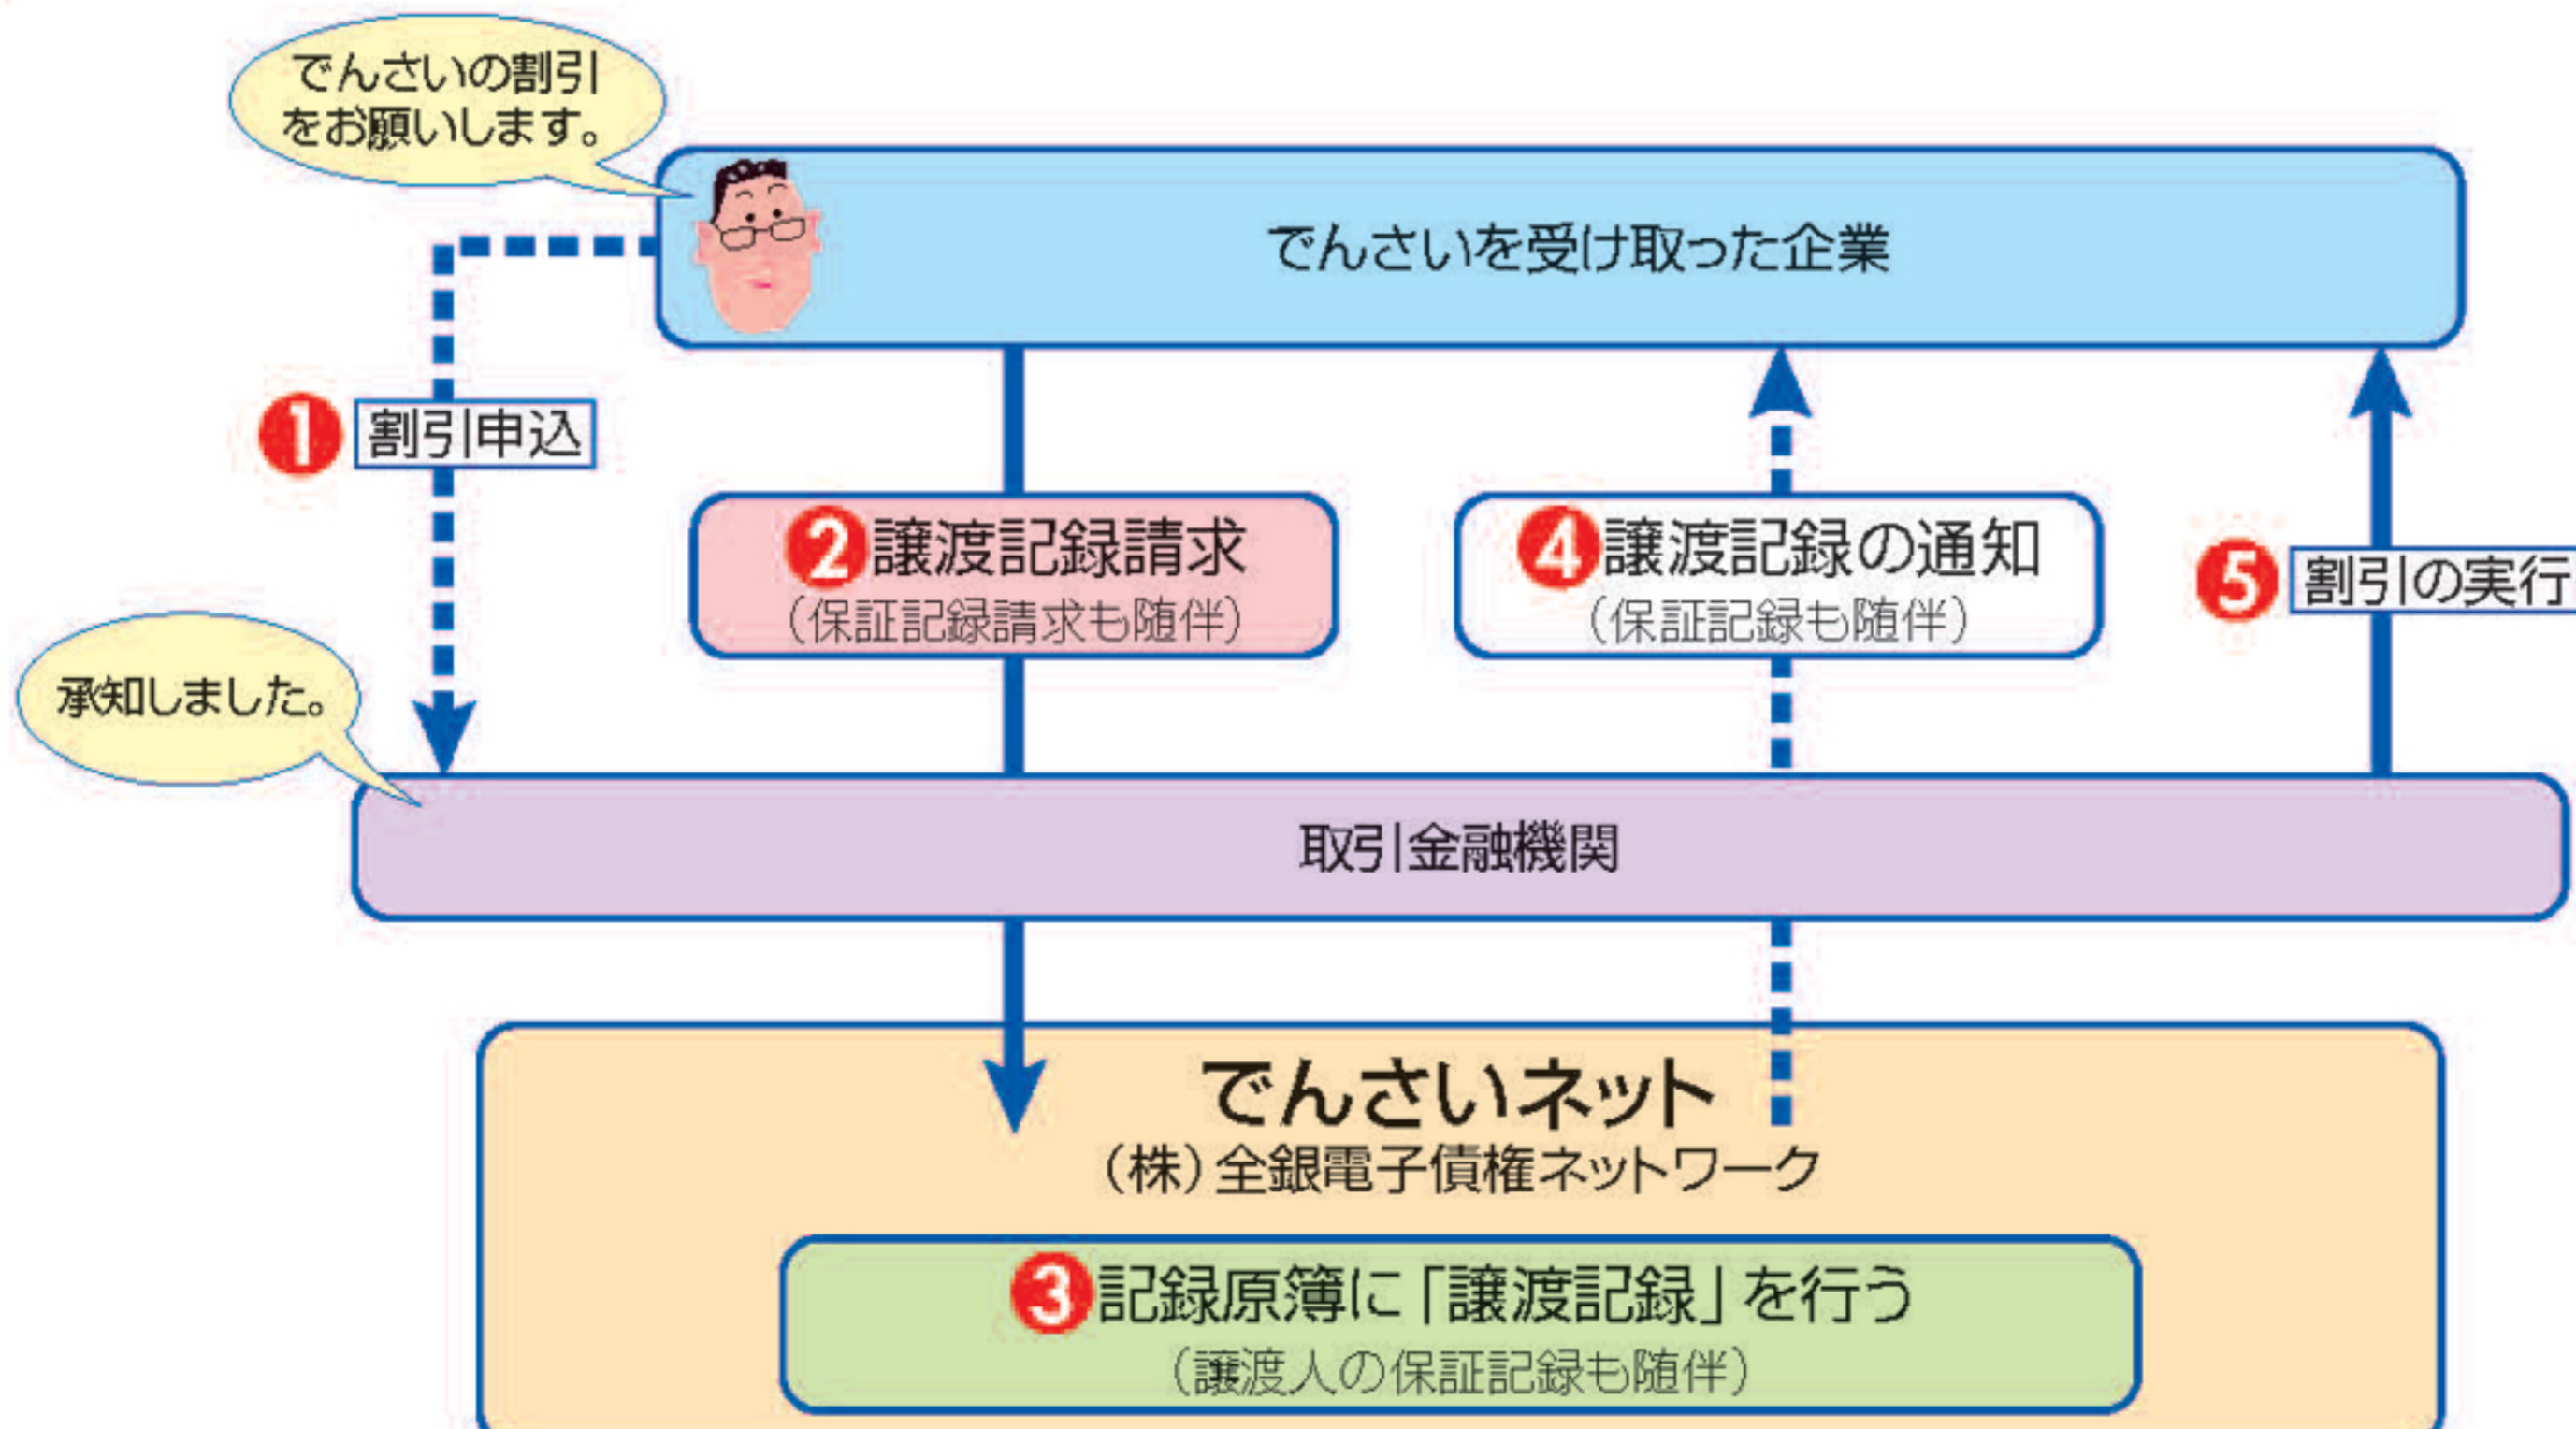 でんさいの割引
をお願いします。
でんさいを受け取った企業
❶ 割引申込
❷譲渡記録請求
（保証記録請求も随伴）
❹譲渡記録の通知
（保証記録も随伴）
❺ 割引の実行
承知しました。
取引金融機関
でんさいネット
（株）全銀電子債権ネットワーク
❸記録原簿に「譲渡記録」を行う
（譲渡人の保証記録も随伴）